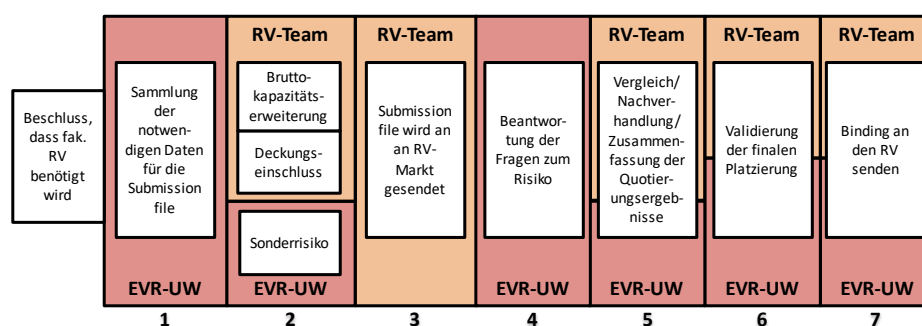 Beschluss,
dass fak.
RV
benötigt
wird
Sammlung
der
notwen-
digen Daten
für die
Submission
file
EVR-UW
1
RV-Team
Brutto-
kapazitäts-
erweiterung
Deckungs-
einschluss
Sonderrisiko
EVR-UW
2
RV-Team
Submission
file wird an
an RV-
Markt
gesendet
3
Beantwor-
tung der
Fragen zum
Risiko
EVR-UW
4
RV-Team
Vergleich/
Nachver-
handlung/
Zusammen-
fassung der
Quotier-
ungsergeb-
nisse
EVR-UW
5
RV-Team
Validierung
der finalen
Platzierung
EVR-UW
6
RV-Team
Binding an
den RV
senden
EVR-UW
7